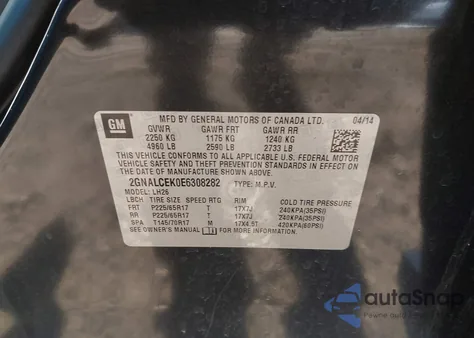 GM
MFD BY GENERAL MOTORS OF CANADA LTD. 04/14
GVWR GAWR FRT GAWR RR
2250 KG 1175 KG 1240 KG
4960 LB 2590 LB 2733 LB
THIS VEHICLE CONFORMS TO ALL APPLICABLE U.S. FEDERAL MOTOR
VEHICLE SAFETY AND THEFT PREVENTION STANDARDS IN
EFFECT ON THE DATE OF MANUFACTURE SHOWN ABOVE.
2GNALCEK0E6308282 TYPE: M.P.V.
MODEL: LH26
LBCH TIRE SIZE SPEED RTG RIM COLD TIRE PRESSURE
FRT P225/65R17 T 17X7J 240KPA(35PSI)
RR P225/65R17 T 17X7J 240KPA(35PSI)
SPA T145/70R17 M 17X4.5T 420KPA(60PSI)
SEE OWNER'S MANUAL FOR MORE INFORMATION
autoSnap